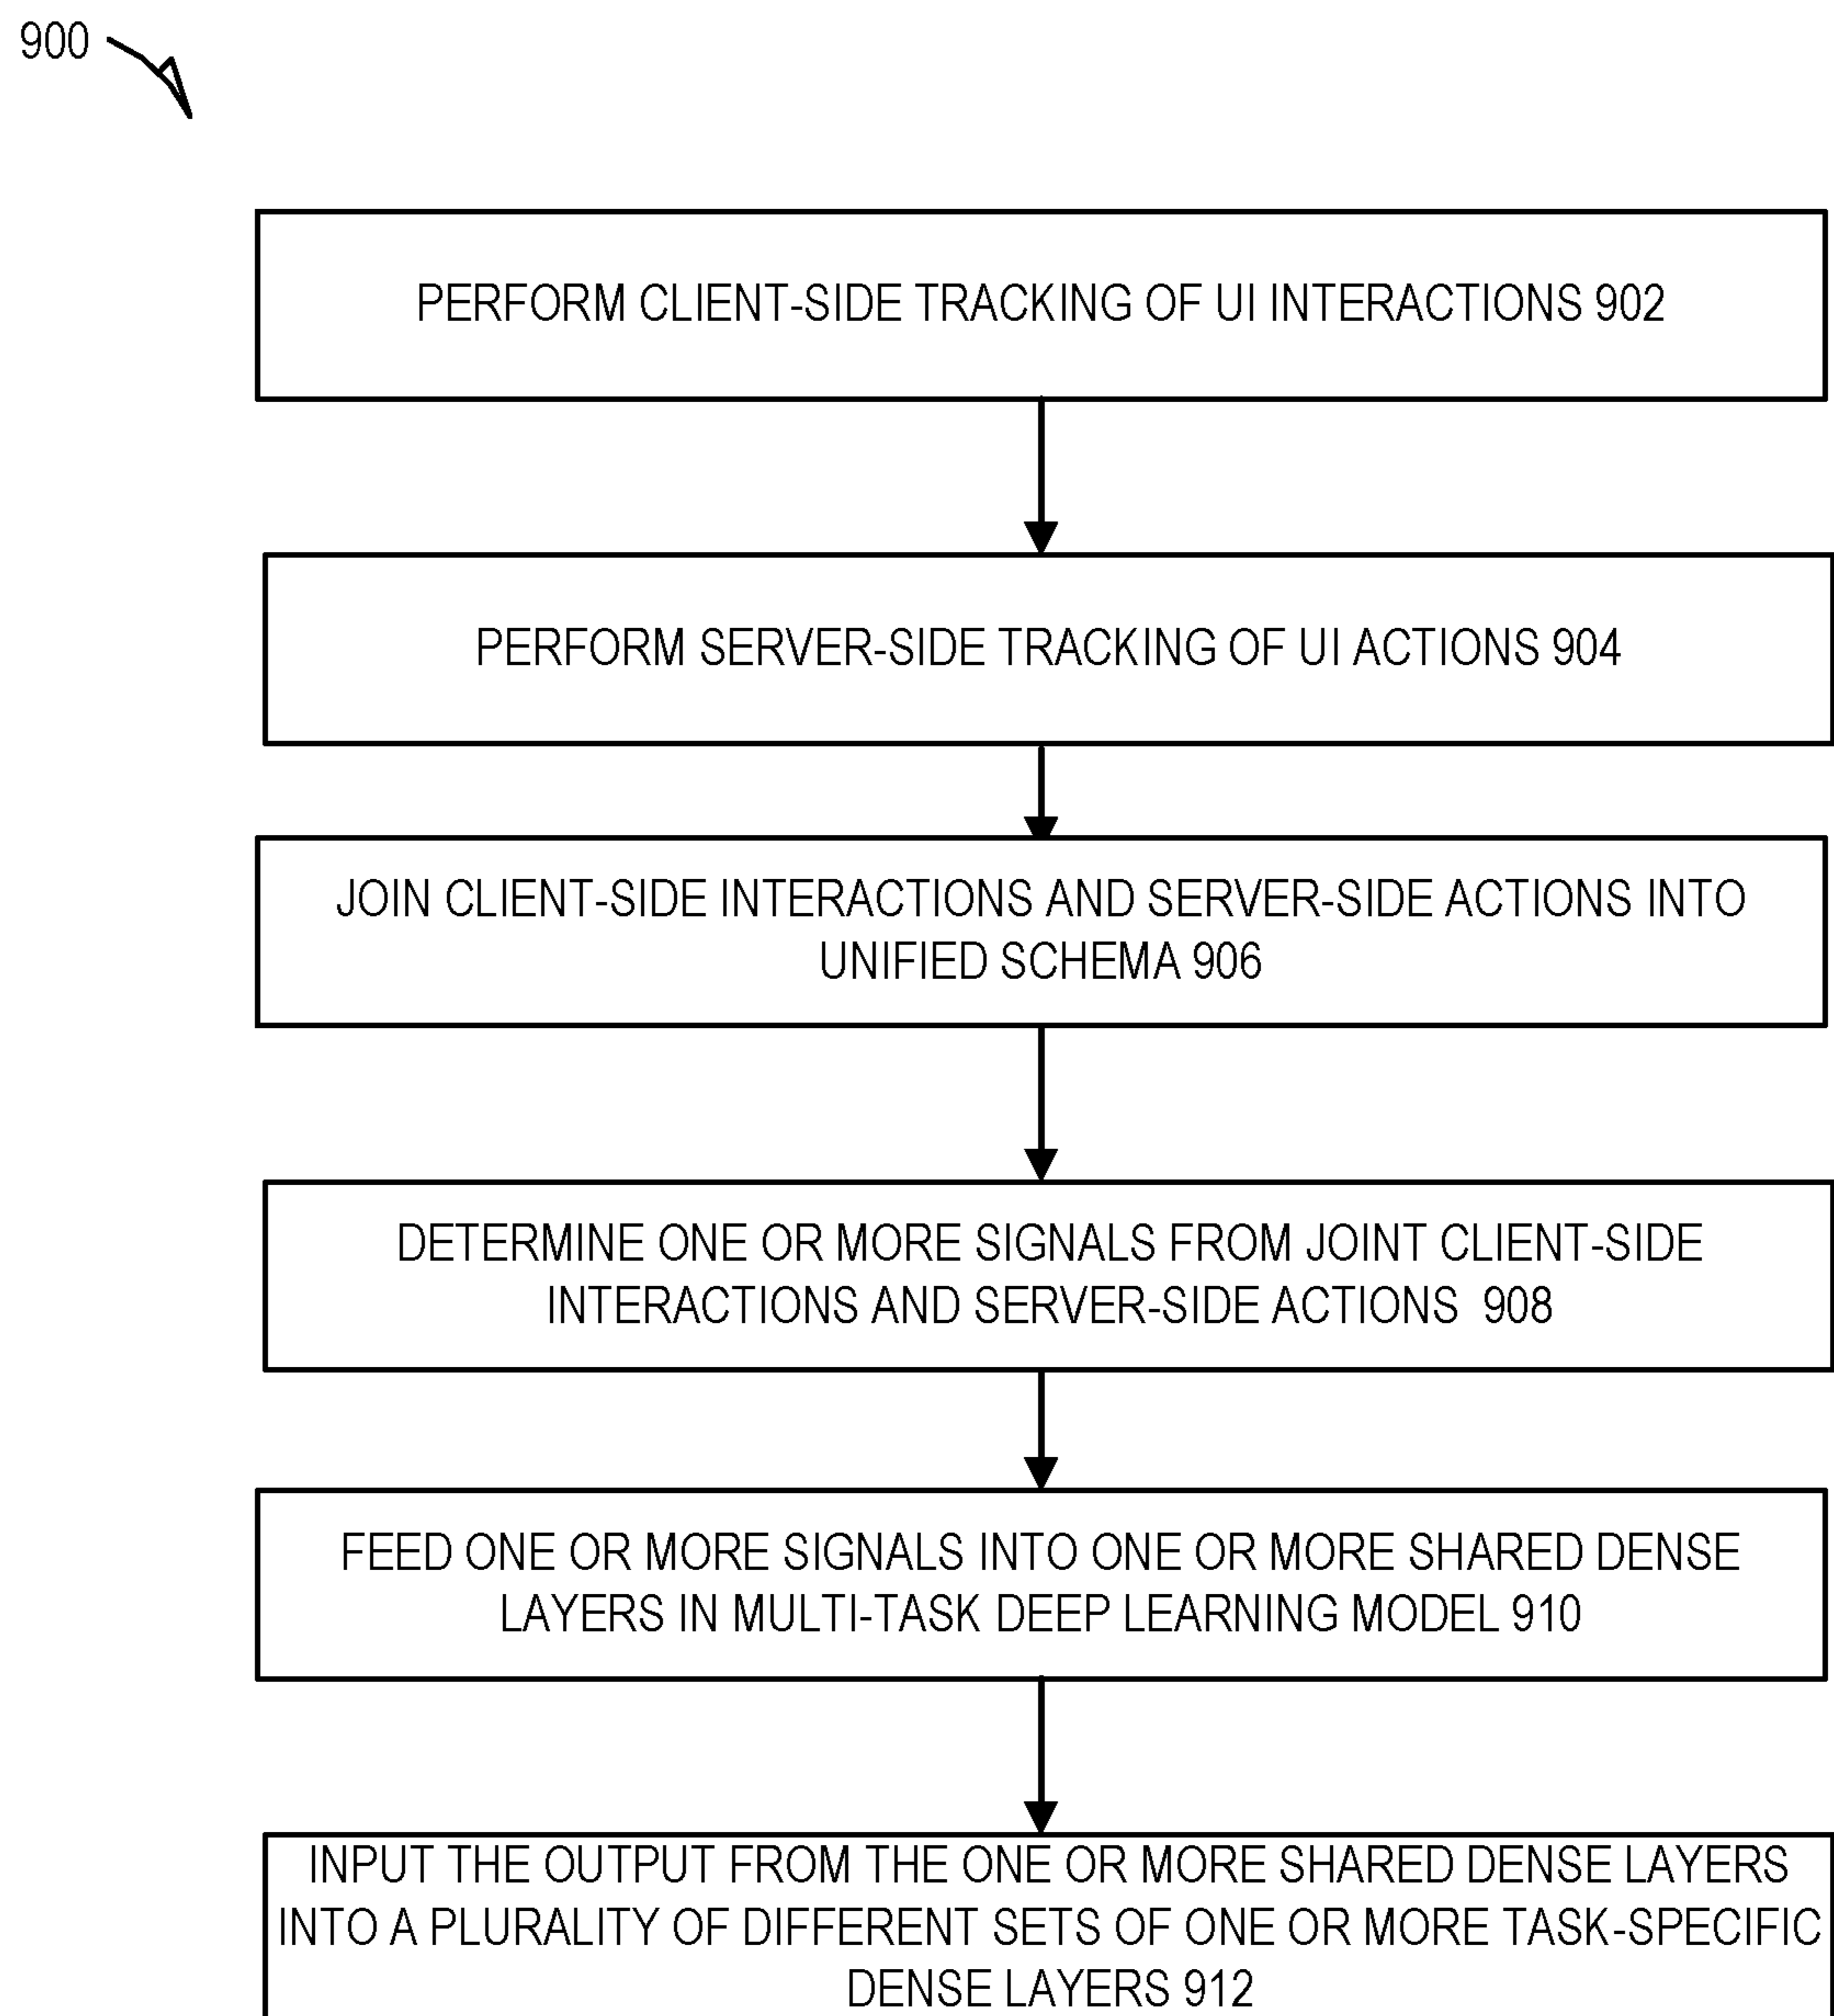 900
PERFORM CLIENT-SIDE TRACKING OF UI INTERACTIONS 902
PERFORM SERVER-SIDE TRACKING OF UI ACTIONS 904
JOIN CLIENT-SIDE INTERACTIONS AND SERVER-SIDE ACTIONS INTO
UNIFIED SCHEMA 906
DETERMINE ONE OR MORE SIGNALS FROM JOINT CLIENT-SIDE
INTERACTIONS AND SERVER-SIDE ACTIONS 908
FEED ONE OR MORE SIGNALS INTO ONE OR MORE SHARED DENSE
LAYERS IN MULTI-TASK DEEP LEARNING MODEL 910
INPUT THE OUTPUT FROM THE ONE OR MORE SHARED DENSE LAYERS
INTO A PLURALITY OF DIFFERENT SETS OF ONE OR MORE TASK-SPECIFIC
DENSE LAYERS 912